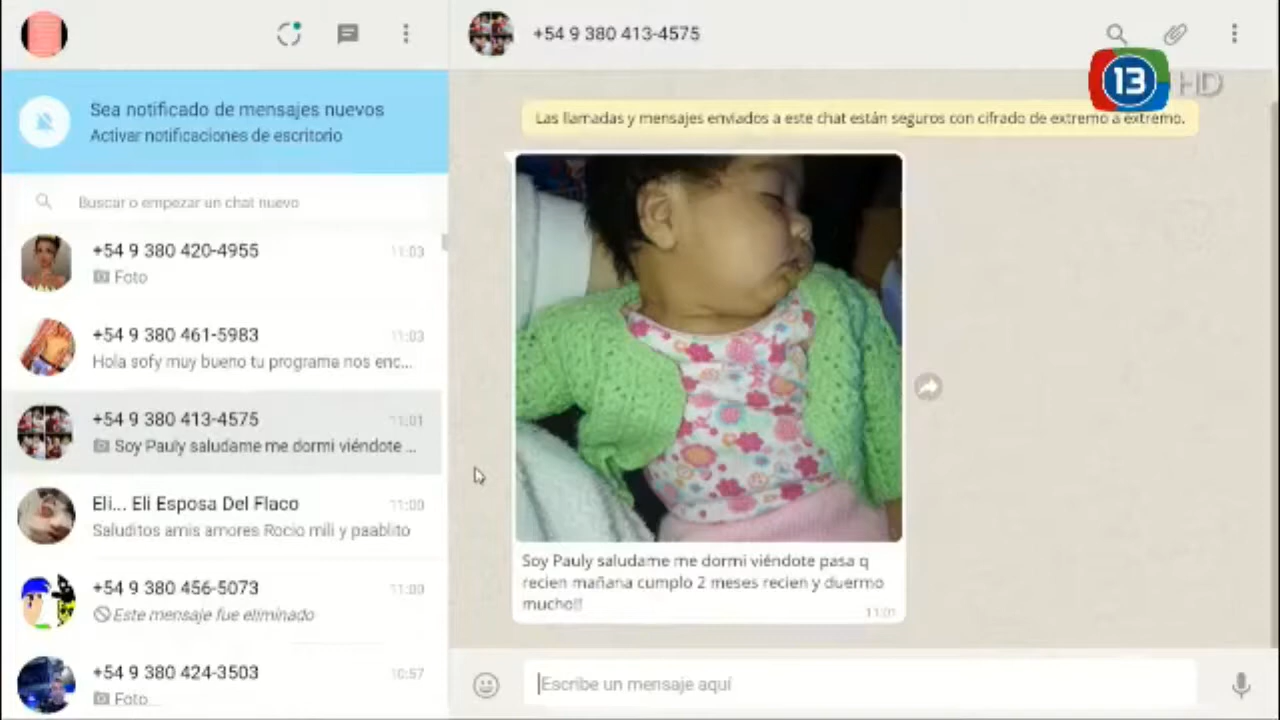 +54 9 380 413-4575
13
HD
Sea notificado de mensajes nuevos
Activar notificaciones de escritorio
Las llamadas y mensajes enviados a este chat están seguros con cifrado de extremo a extremo.
Buscar o empezar un chat nuevo
+54 9 380 420-4955
11:03
Foto
+54 9 380 461-5983
11:03
Hola sofy muy bueno tu programa nos enc...
+54 9 380 413-4575
11:01
Soy Pauly saludame me dormi viéndote ...
Eli... Eli Esposa Del Flaco
11:00
Saluditos amis amores Rocio mili y paablito
+54 9 380 456-5073
11:00
Este mensaje fue eliminado
+54 9 380 424-3503
10:57
Foto
Soy Pauly saludame me dormi viéndote pasa q
recien mañana cumplo 2 meses recien y duermo
mucho!!
11:01
Escribe un mensaje aquí